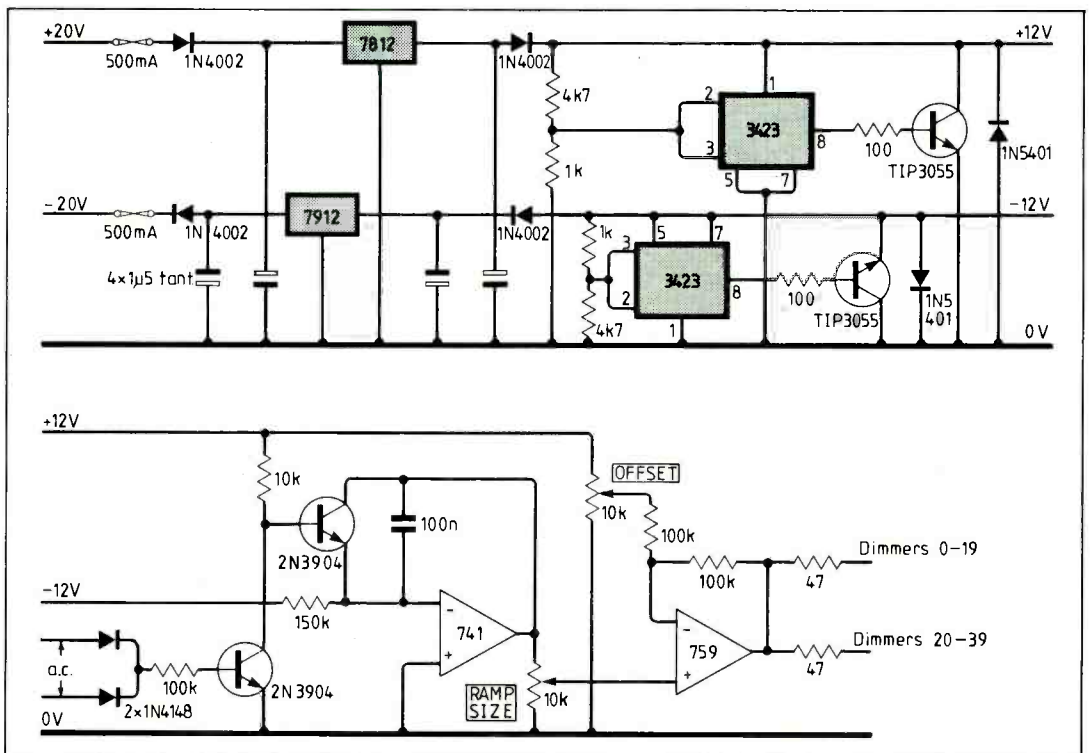 +20V
500mA
1N4002
7812
1N4002
+12V
4k7
2
3
1
3423
8
5
7
100
TIP3055
1N5401
1k
-20V
500mA
1N4002
7912
1N4002
-12V
1k
3
2
5
7
3423
8
1
100
TIP3055
1N5
401
4×1μ5 tant.
4k7
0V
+12V
10k
OFFSET
10k
100k
2N3904
100n
100k
47
Dimmers 0-19
-12V
150k
-
741
+
-
759
+
47
Dimmers 20-39
a.c.
100k
2N3904
2×1N4148
RAMP
SIZE
10k
0V